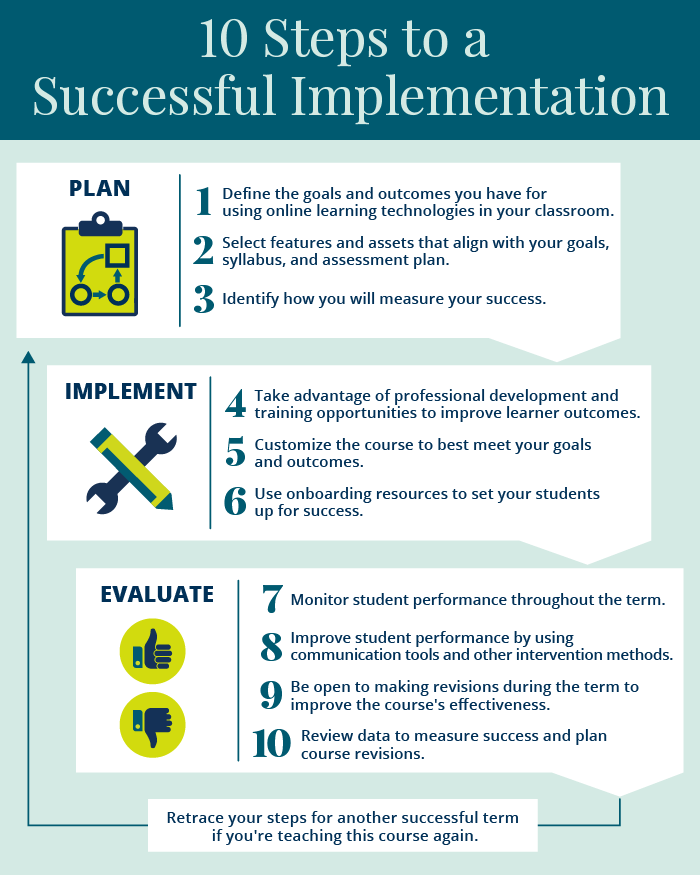 10 Steps to a
Successful Implementation
PLAN
1 Define the goals and outcomes you have for
using online learning technologies in your classroom.
2 Select features and assets that align with your goals,
syllabus, and assessment plan.
3 Identify how you will measure your success.
IMPLEMENT
4 Take advantage of professional development and
training opportunities to improve learner outcomes.
5 Customize the course to best meet your goals
and outcomes.
6 Use onboarding resources to set your students
up for success.
EVALUATE
7 Monitor student performance throughout the term.
8 Improve student performance by using
communication tools and other intervention methods.
9 Be open to making revisions during the term to
improve the course's effectiveness.
10 Review data to measure success and plan
course revisions.
Retrace your steps for another successful term
if you're teaching this course again.